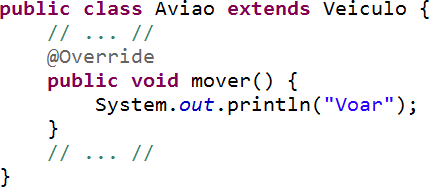 public class Aviao extends Veiculo {
    // ... //
    @Override
    public void mover() {
        System.out.println("Voar");
    }
    // ... //
}